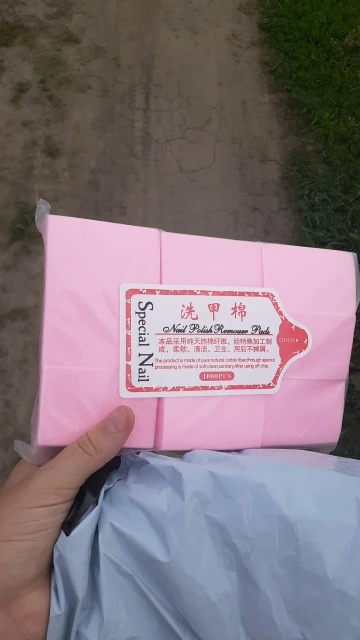 洗甲棉
Nail Polish Remover Pads
Special Nail
OPEN
本品采用纯天然棉纤维，经特殊加工制
成，柔软、清洁、卫生，用后不掉屑。
The product is made of pure natural cotton fiber,through special
processing is made of soft,clean,sanitary.After using off chip.
1000PCS